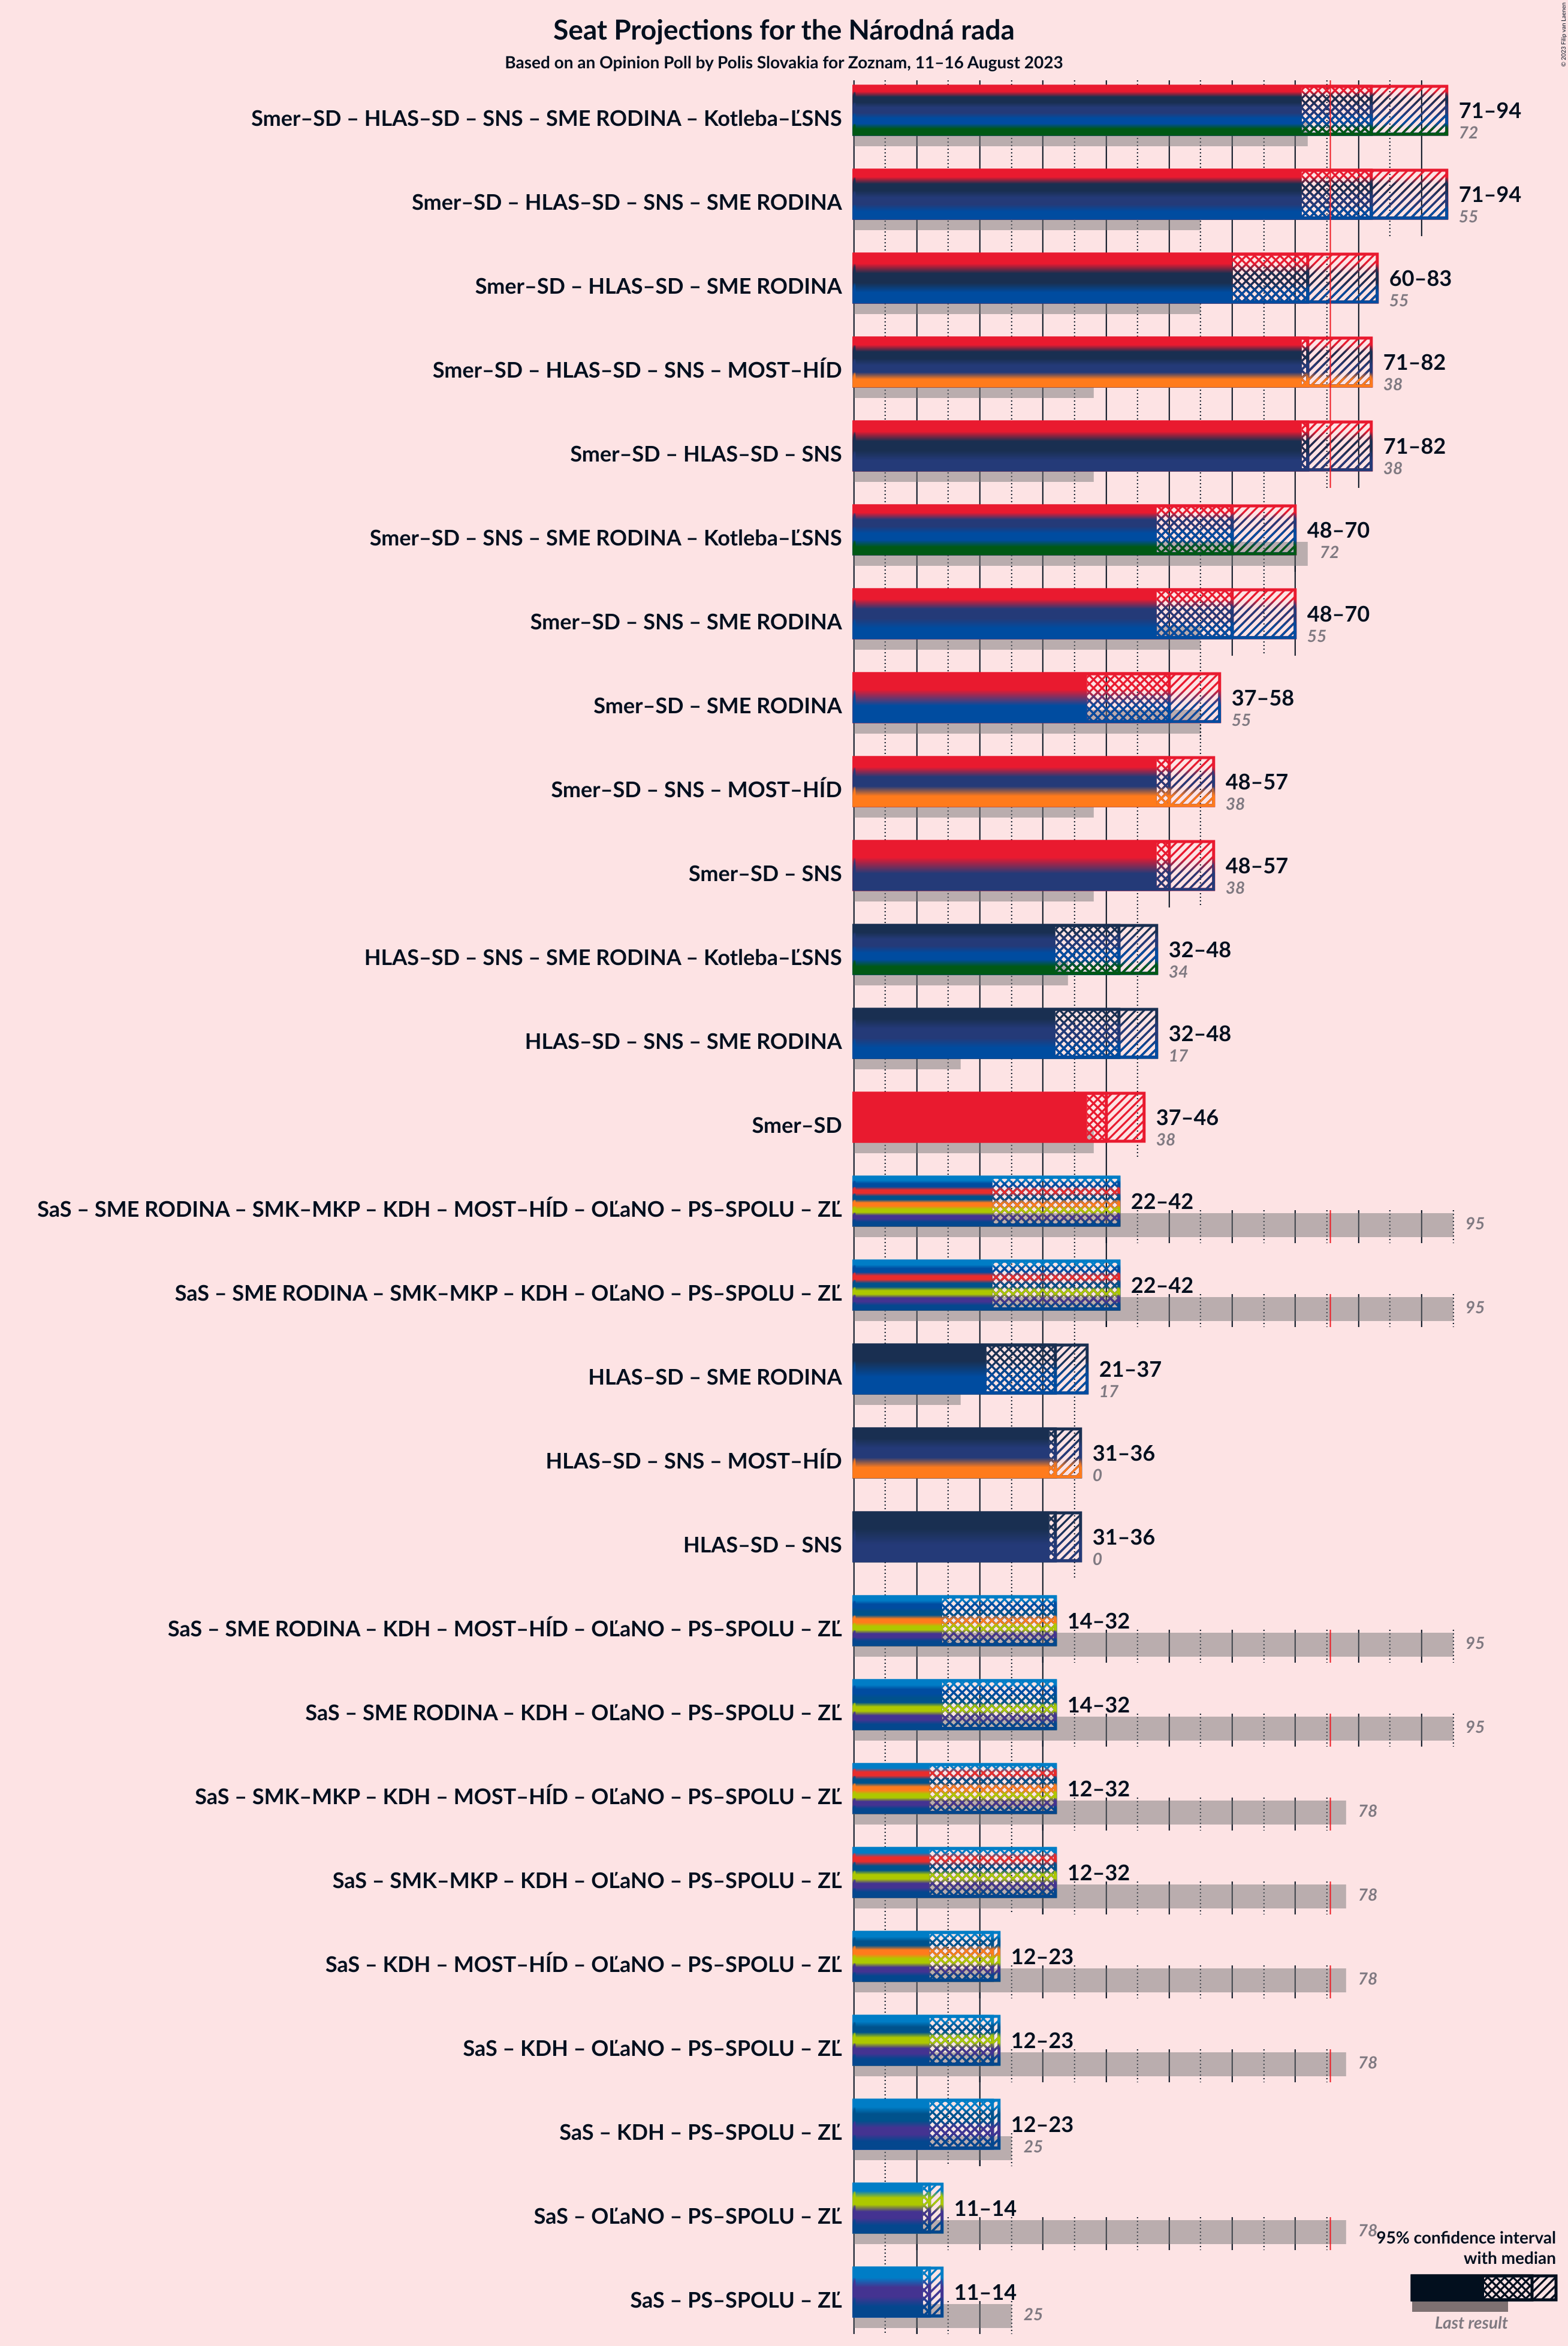 Seat Projections for the Národná rada
Based on an Opinion Poll by Polis Slovakia for Zoznam, 11–16 August 2023
© 2023 Filip van Laenen
Smer–SD – HLAS–SD – SNS – SME RODINA – Kotleba–ĽSNS
71–94
72
Smer–SD – HLAS–SD – SNS – SME RODINA
71–94
55
Smer–SD – HLAS–SD – SME RODINA
60–83
55
Smer–SD – HLAS–SD – SNS – MOST–HÍD
71–82
38
Smer–SD – HLAS–SD – SNS
71–82
38
Smer–SD – SNS – SME RODINA – Kotleba–ĽSNS
48–70
72
Smer–SD – SNS – SME RODINA
48–70
55
Smer–SD – SME RODINA
37–58
55
Smer–SD – SNS – MOST–HÍD
48–57
38
Smer–SD – SNS
48–57
38
HLAS–SD – SNS – SME RODINA – Kotleba–ĽSNS
32–48
34
HLAS–SD – SNS – SME RODINA
32–48
17
Smer–SD
37–46
38
SaS – SME RODINA – SMK–MKP – KDH – MOST–HÍD – OĽaNO – PS–SPOLU – ZĽ
22–42
95
SaS – SME RODINA – SMK–MKP – KDH – OĽaNO – PS–SPOLU – ZĽ
22–42
95
HLAS–SD – SME RODINA
21–37
17
HLAS–SD – SNS – MOST–HÍD
31–36
0
HLAS–SD – SNS
31–36
0
SaS – SME RODINA – KDH – MOST–HÍD – OĽaNO – PS–SPOLU – ZĽ
14–32
95
SaS – SME RODINA – KDH – OĽaNO – PS–SPOLU – ZĽ
14–32
95
SaS – SMK–MKP – KDH – MOST–HÍD – OĽaNO – PS–SPOLU – ZĽ
12–32
78
SaS – SMK–MKP – KDH – OĽaNO – PS–SPOLU – ZĽ
12–32
78
SaS – KDH – MOST–HÍD – OĽaNO – PS–SPOLU – ZĽ
12–23
78
SaS – KDH – OĽaNO – PS–SPOLU – ZĽ
12–23
78
SaS – KDH – PS–SPOLU – ZĽ
12–23
25
SaS – OĽaNO – PS–SPOLU – ZĽ
11–14
78
SaS – PS–SPOLU – ZĽ
11–14
25
95% confidence interval
with median
Last result